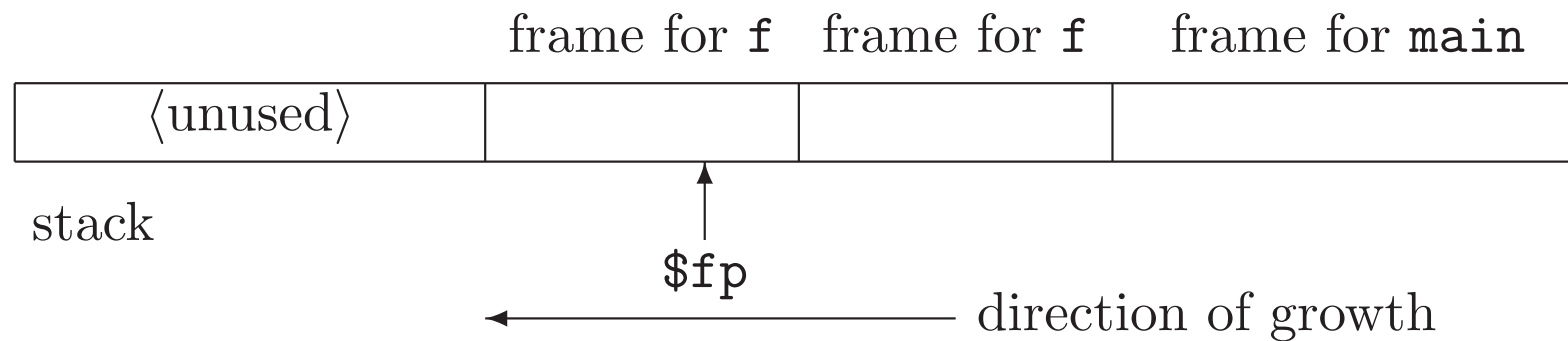 frame for f frame for f frame for main
⟨unused⟩
stack
$fp
direction of growth